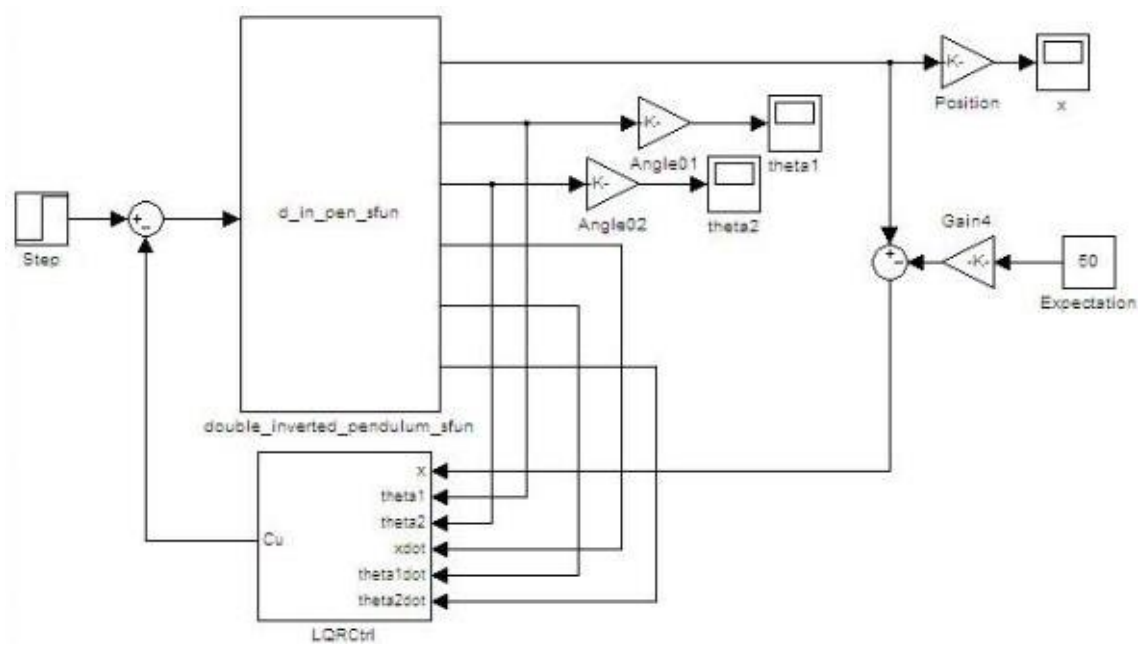 -K-
Position
x
-K-
Angle01
theta1
-K-
Angle02
theta2
Step
+
-
d_in_pen_sfun
double_inverted_pendulum_sfun
Gain4
+
-
-K-
50
Expectation
x
theta1
theta2
xdot
theta1dot
theta2dot
Cu
LQRCtrl